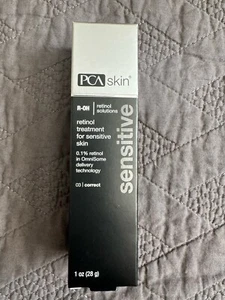 PCA skin®
R-OH | retinol
solutions
retinol
treatment
for sensitive
skin
0.1% retinol
in OmniSome
delivery
technology
03 | correct
sensitive
1 oz (28 g)